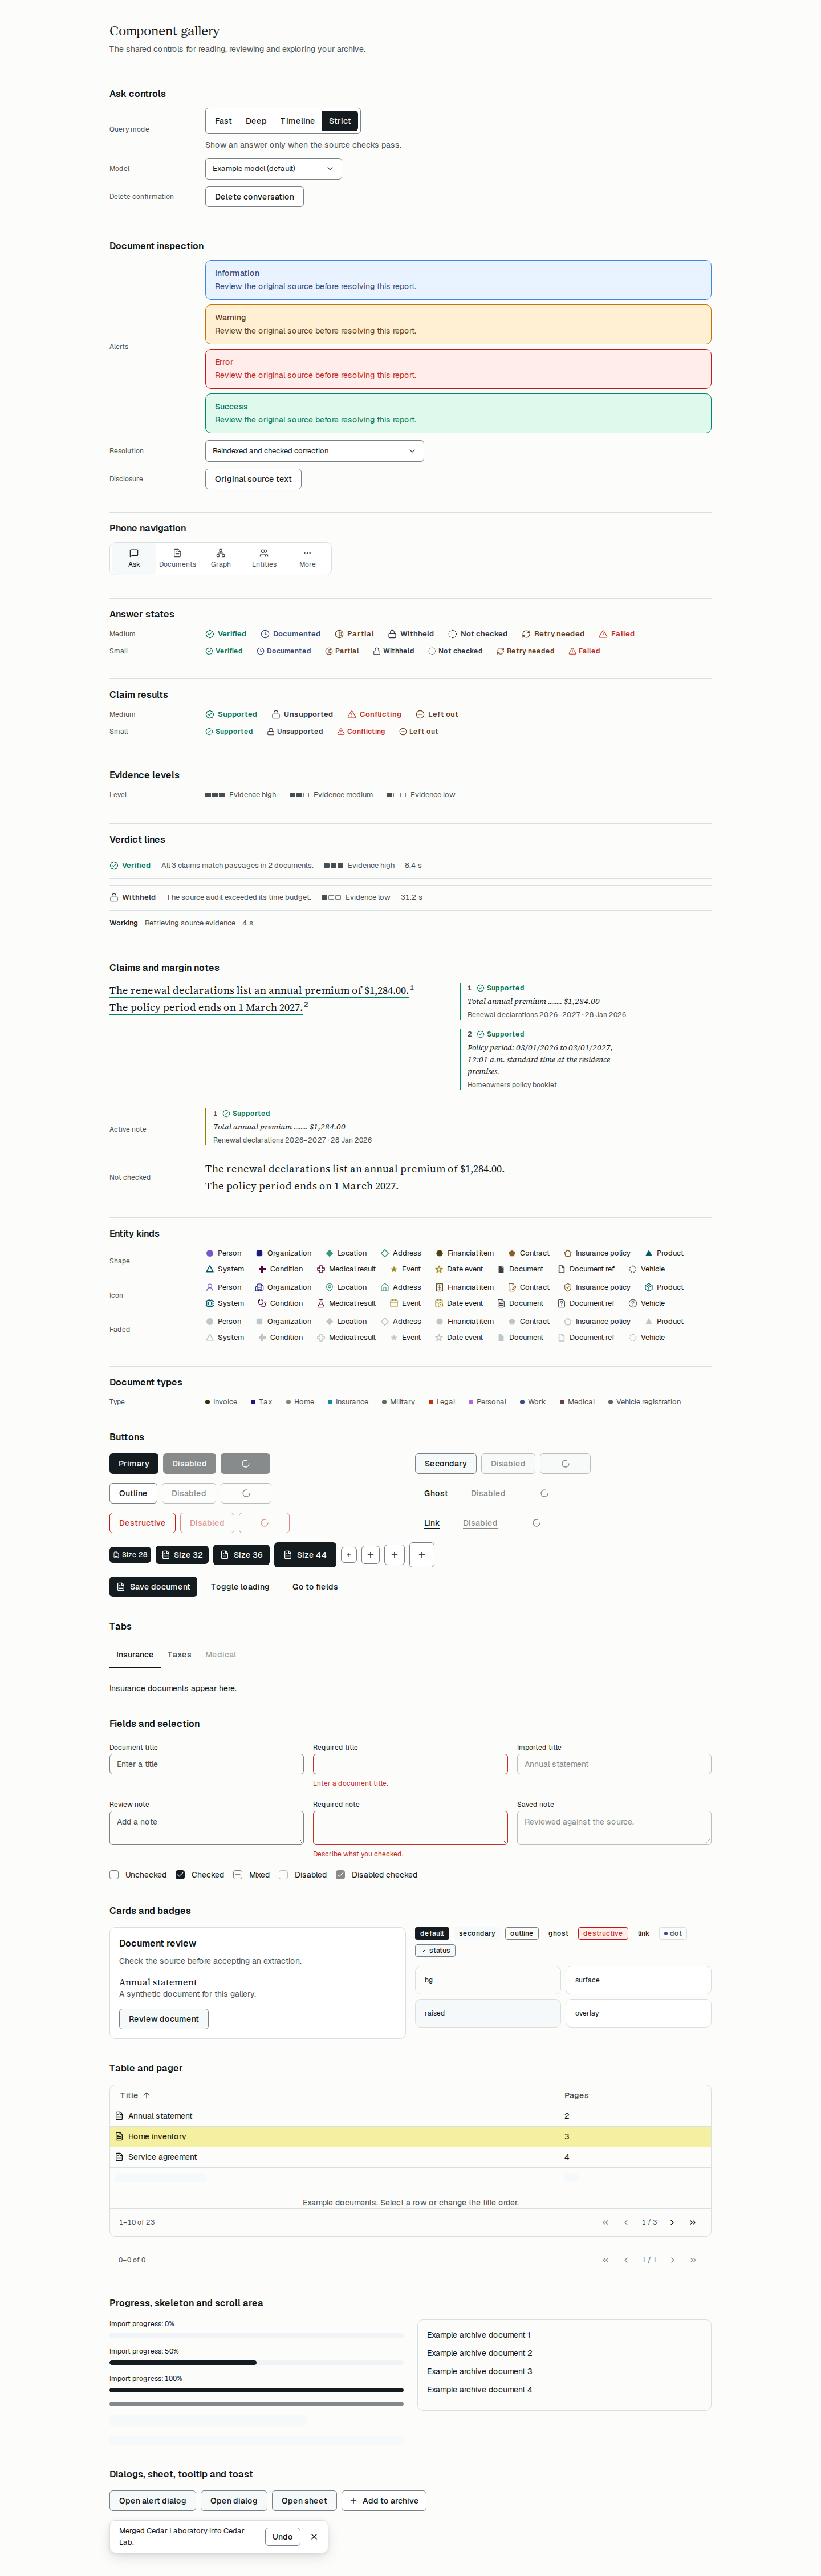 Component gallery
The shared controls for reading, reviewing and exploring your archive.
Ask controls
Query mode
Fast Deep Timeline Strict
Show an answer only when the source checks pass.
Model
Example model (default)
Delete confirmation
Delete conversation
Document inspection
Alerts
Information
Review the original source before resolving this report.
Warning
Review the original source before resolving this report.
Error
Review the original source before resolving this report.
Success
Review the original source before resolving this report.
Resolution
Reindexed and checked correction
Disclosure
Original source text
Phone navigation
Ask Documents Graph Entities More
Answer states
Medium Verified Documented Partial Withheld Not checked Retry needed Failed
Small Verified Documented Partial Withheld Not checked Retry needed Failed
Claim results
Medium Supported Unsupported Conflicting Left out
Small Supported Unsupported Conflicting Left out
Evidence levels
Level Evidence high Evidence medium Evidence low
Verdict lines
Verified All 3 claims match passages in 2 documents. Evidence high 8.4 s
Withheld The source audit exceeded its time budget. Evidence low 31.2 s
Working Retrieving source evidence 4 s
Claims and margin notes
The renewal declarations list an annual premium of $1,284.00. 1
The policy period ends on 1 March 2027. 2
1 Supported
Total annual premium ....... $1,284.00
Renewal declarations 2026–2027 · 28 Jan 2026
2 Supported
Policy period: 03/01/2026 to 03/01/2027,
12:01 a.m. standard time at the residence
premises.
Homeowners policy booklet
Active note
1 Supported
Total annual premium ....... $1,284.00
Renewal declarations 2026–2027 · 28 Jan 2026
Not checked
The renewal declarations list an annual premium of $1,284.00.
The policy period ends on 1 March 2027.
Entity kinds
Shape
Person Organization Location Address Financial item Contract Insurance policy Product
System Condition Medical result Event Date event Document Document ref Vehicle
Icon
Person Organization Location Address Financial item Contract Insurance policy Product
System Condition Medical result Event Date event Document Document ref Vehicle
Faded
Person Organization Location Address Financial item Contract Insurance policy Product
System Condition Medical result Event Date event Document Document ref Vehicle
Document types
Type Invoice Tax Home Insurance Military Legal Personal Work Medical Vehicle registration
Buttons
Primary Disabled Secondary Disabled
Outline Disabled Ghost Disabled
Destructive Disabled Link Disabled
Size 28 Size 32 Size 36 Size 44
Save document Toggle loading Go to fields
Tabs
Insurance Taxes Medical
Insurance documents appear here.
Fields and selection
Document title Required title Imported title
Enter a title Annual statement
Enter a document title.
Review note Required note Saved note
Add a note Reviewed against the source.
Describe what you checked.
Unchecked Checked Mixed Disabled Disabled checked
Cards and badges
Document review
Check the source before accepting an extraction.
Annual statement
A synthetic document for this gallery.
Review document
default secondary outline ghost destructive link dot
status
bg surface
raised overlay
Table and pager
Title Pages
Annual statement 2
Home inventory 3
Service agreement 4
Example documents. Select a row or change the title order.
1–10 of 23 1 / 3
0–0 of 0 1 / 1
Progress, skeleton and scroll area
Import progress: 0%
Import progress: 50%
Import progress: 100%
Example archive document 1
Example archive document 2
Example archive document 3
Example archive document 4
Dialogs, sheet, tooltip and toast
Open alert dialog Open dialog Open sheet Add to archive
Merged Cedar Laboratory into Cedar
Lab.
Undo